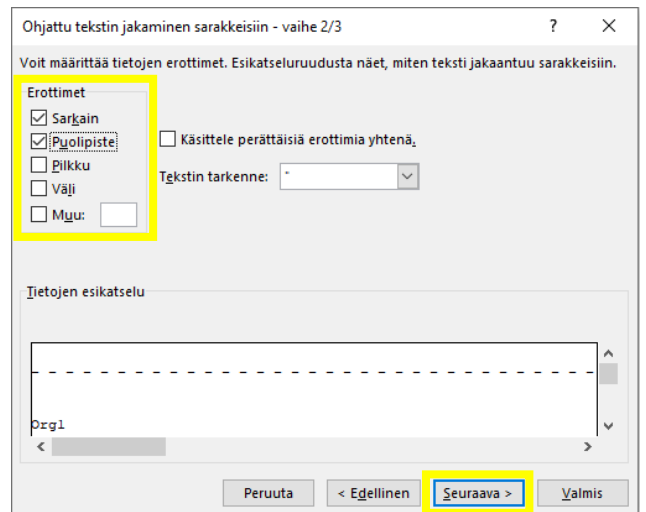 Ohjattu tekstin jakaminen sarakkeisiin - vaihe 2/3 ? ×
Voit määrittää tietojen erottimet. Esikatseluruudusta näet, miten teksti jakaantuu sarakkeisiin.
Erottimet
Sarkain
Puolipiste
Pilkku
Väli
Muu:
Käsittele perättäisiä erottimia yhtenä.
Tekstin tarkenne: "
Tietojen esikatselu
Org1
Peruuta < Edellinen Seuraava > Valmis